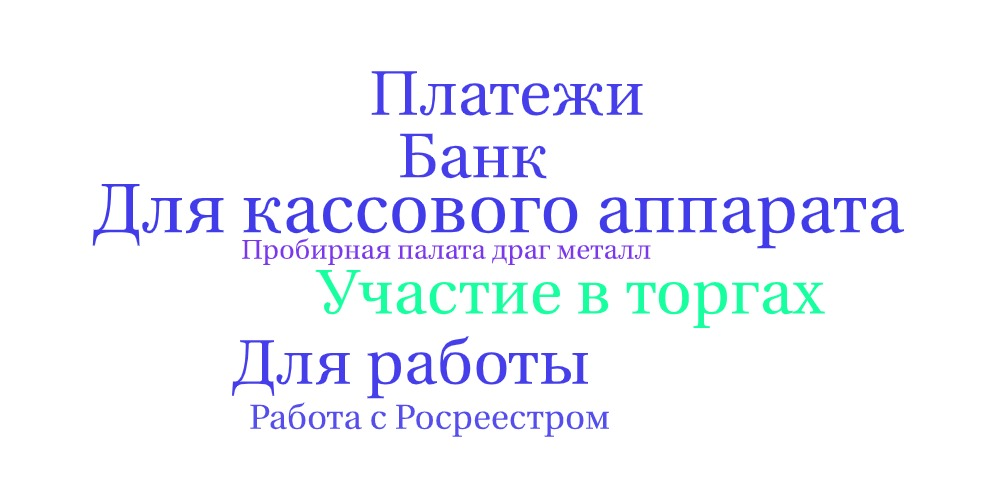 Платежи
Банк
Для кассового аппарата
Пробирная палата драг металл
Участие в торгах
Для работы
Работа с Росреестром